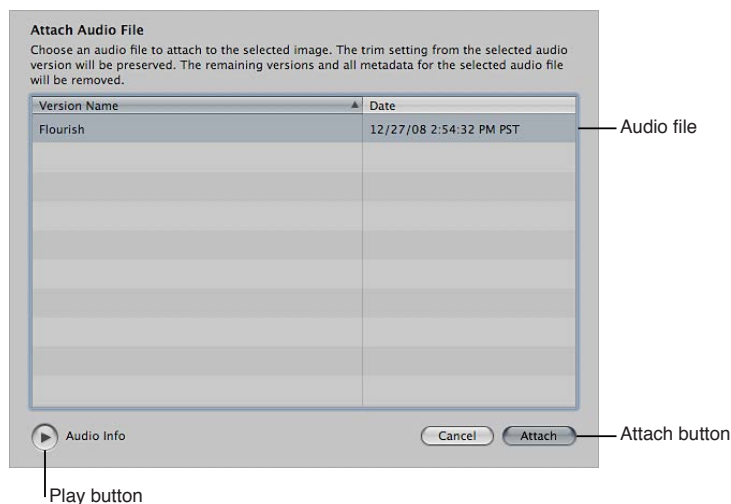 Attach Audio File
Choose an audio file to attach to the selected image. The trim setting from the selected audio
version will be preserved. The remaining versions and all metadata for the selected audio file
will be removed.
Version Name
Date
Flourish
12/27/08 2:54:32 PM PST
Audio file
Audio Info
Cancel
Attach
Attach button
Play button